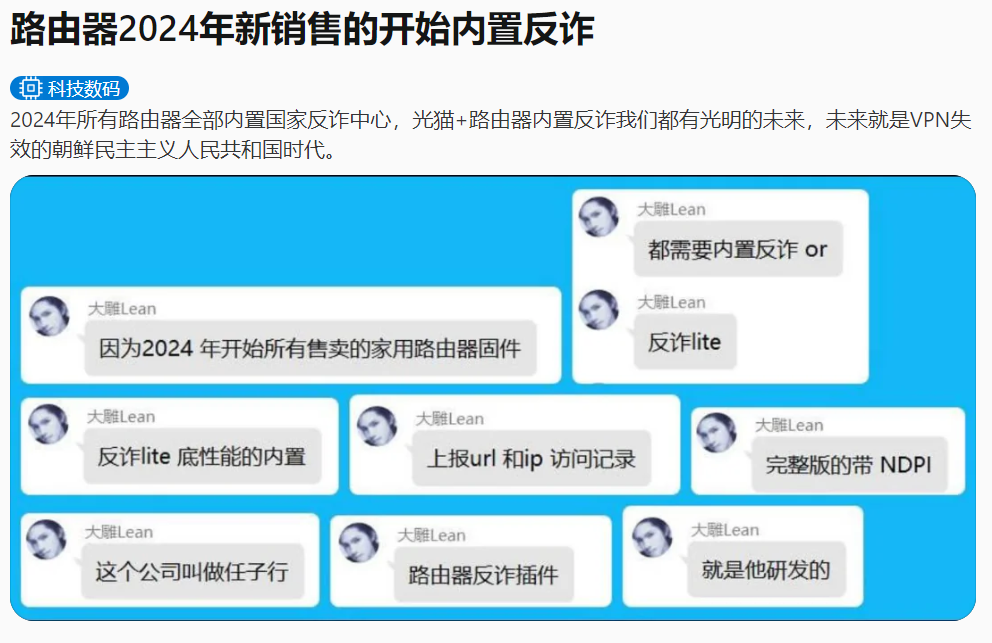 路由器2024年新销售的开始内置反诈
科技数码
2024年所有路由器全部内置国家反诈中心，光猫+路由器内置反诈我们都有光明的未来，未来就是VPN失
效的朝鲜民主主义人民共和国时代。
大雕Lean
都需要内置反诈 or
大雕Lean
反诈lite
大雕Lean
因为2024 年开始所有售卖的家用路由器固件
大雕Lean
反诈lite 底性能的内置
大雕Lean
上报url 和ip 访问记录
大雕Lean
完整版的带 NDPI
大雕Lean
这个公司叫做任子行
大雕Lean
路由器反诈插件
大雕Lean
就是他研发的